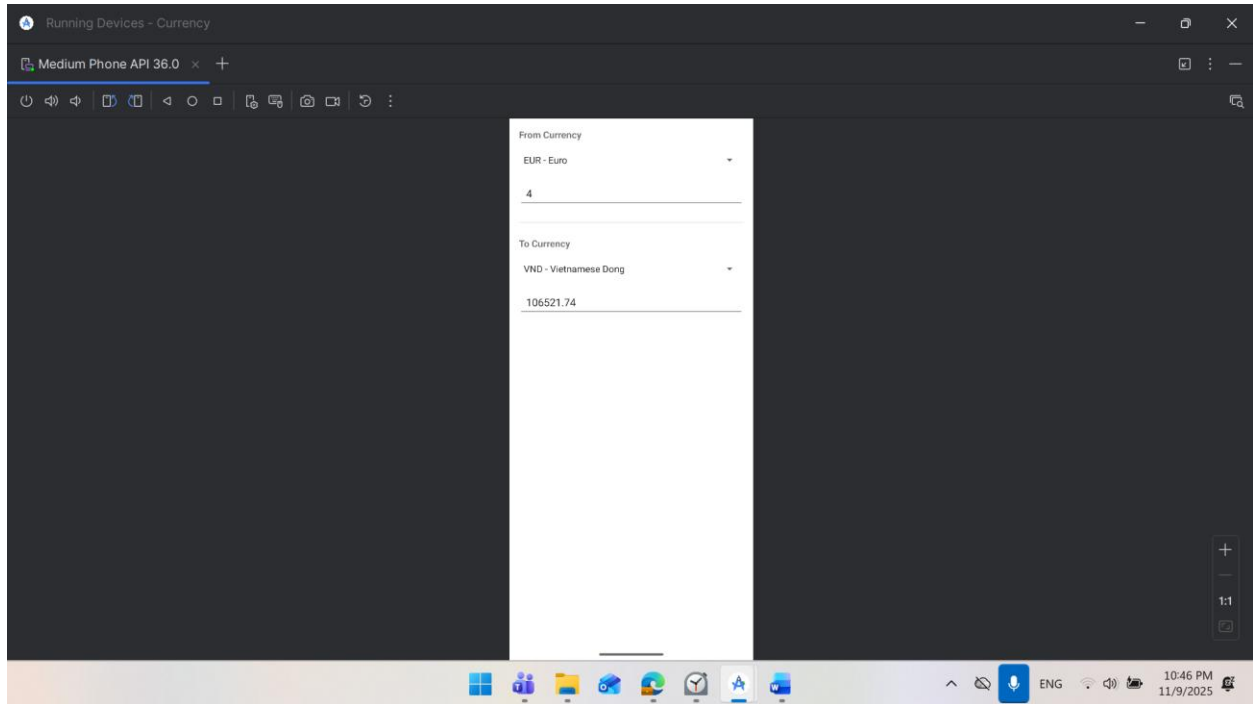 Running Devices - Currency
Medium Phone API 36.0
From Currency
EUR - Euro
4
To Currency
VND - Vietnamese Dong
106521.74
1:1
ENG
10:46 PM
11/9/2025